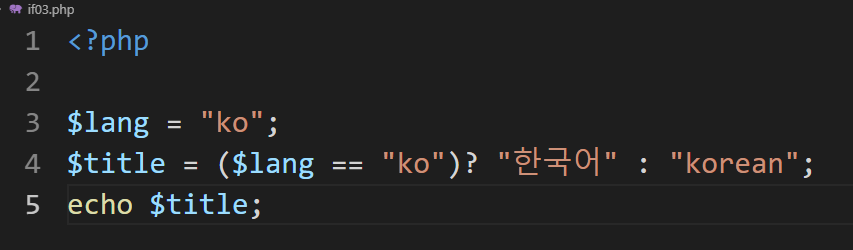 if03.php
1 <?php
2
3 $lang = "ko";
4 $title = ($lang == "ko")? "한국어" : "korean";
5 echo $title;